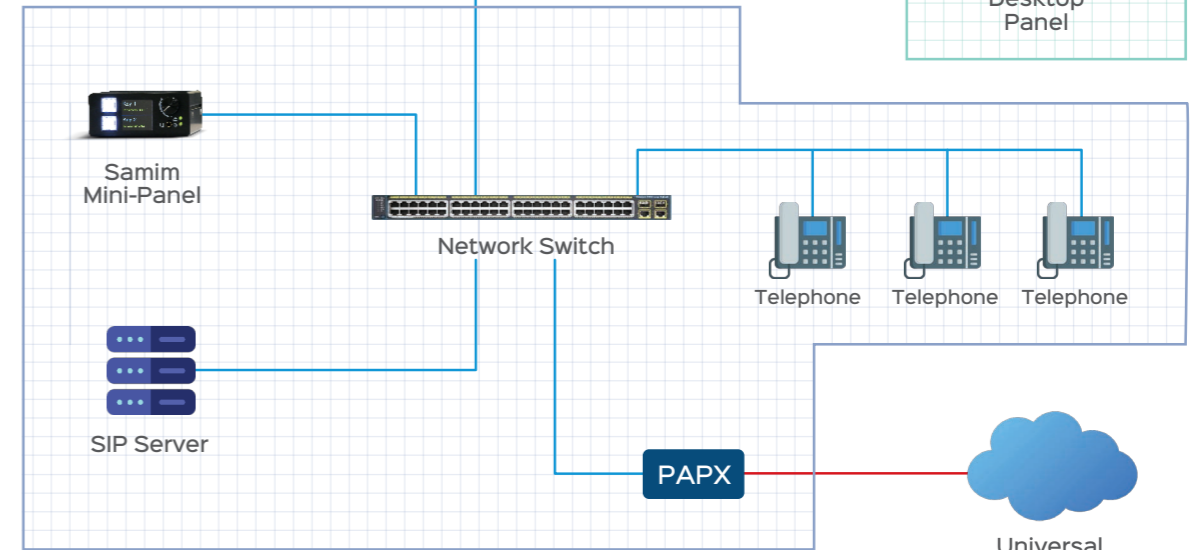 Desktop
Panel
Samim
Mini-Panel
Network Switch
Telephone
Telephone
Telephone
SIP Server
PAPX
Universal